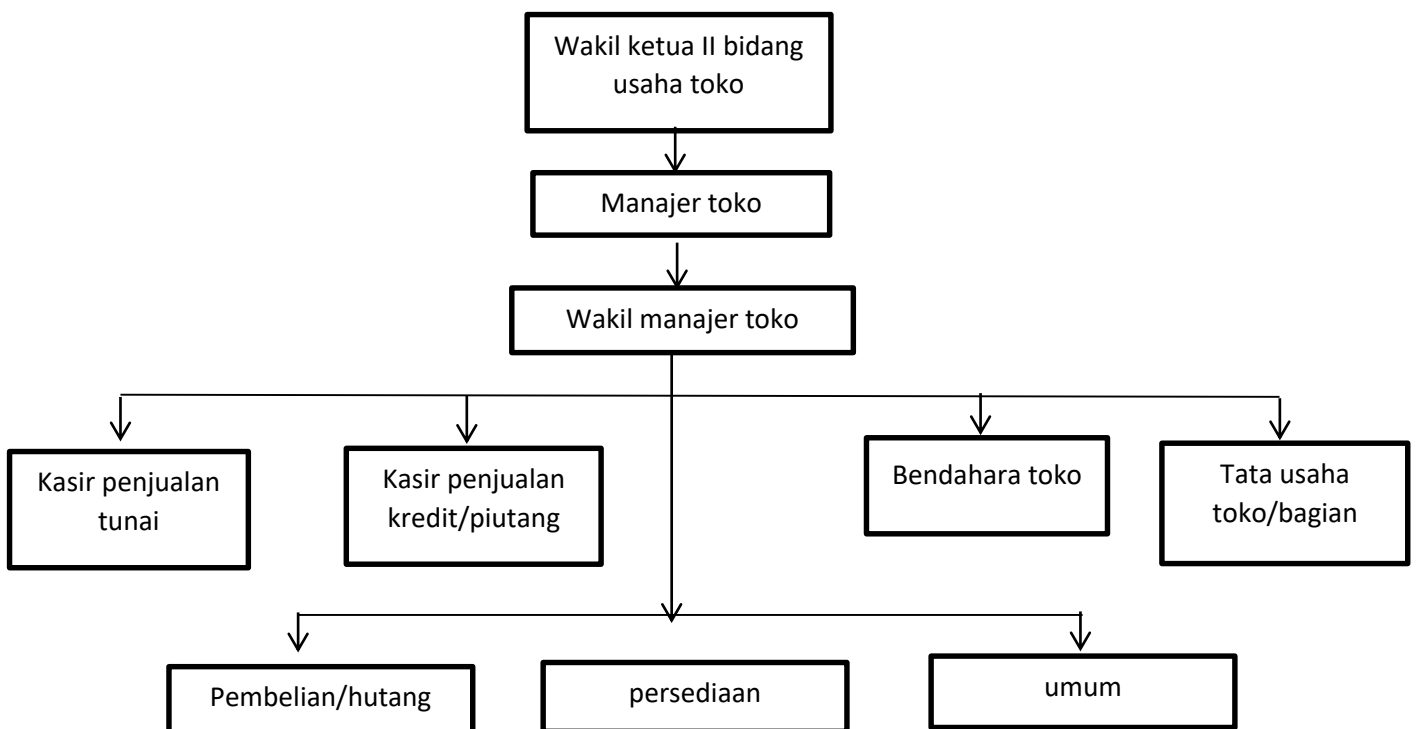 Wakil ketua II bidang
usaha toko
Manajer toko
Wakil manajer toko
Kasir penjualan
tunai
Kasir penjualan
kredit/piutang
Bendahara toko
Tata usaha
toko/bagian
Pembelian/hutang
persediaan
umum